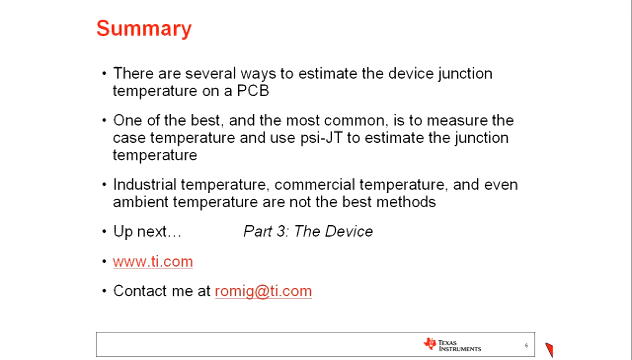 Summary
• There are several ways to estimate the device junction
temperature on a PCB
• One of the best, and the most common, is to measure the
case temperature and use psi-JT to estimate the junction
temperature
• Industrial temperature, commercial temperature, and even
ambient temperature are not the best methods
• Up next… Part 3: The Device
• www.ti.com
• Contact me at romig@ti.com
TEXAS
INSTRUMENTS
6